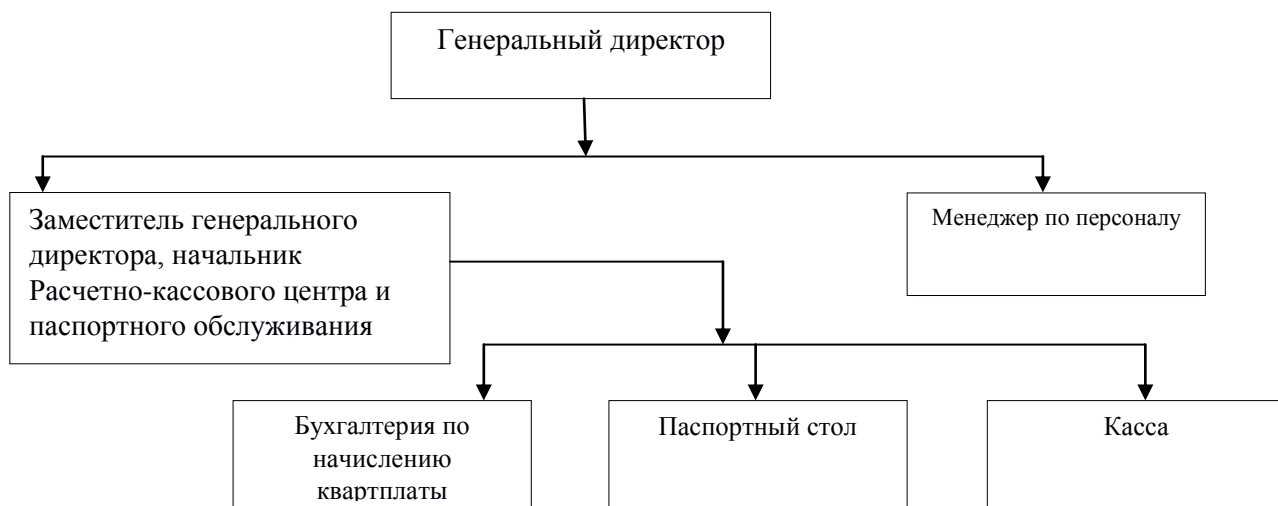 Генеральный директор
Заместитель генерального
директора, начальник
Расчетно-кассового центра и
паспортного обслуживания
Менеджер по персоналу
Бухгалтерия по
начислению
квартплаты
Паспортный стол
Касса